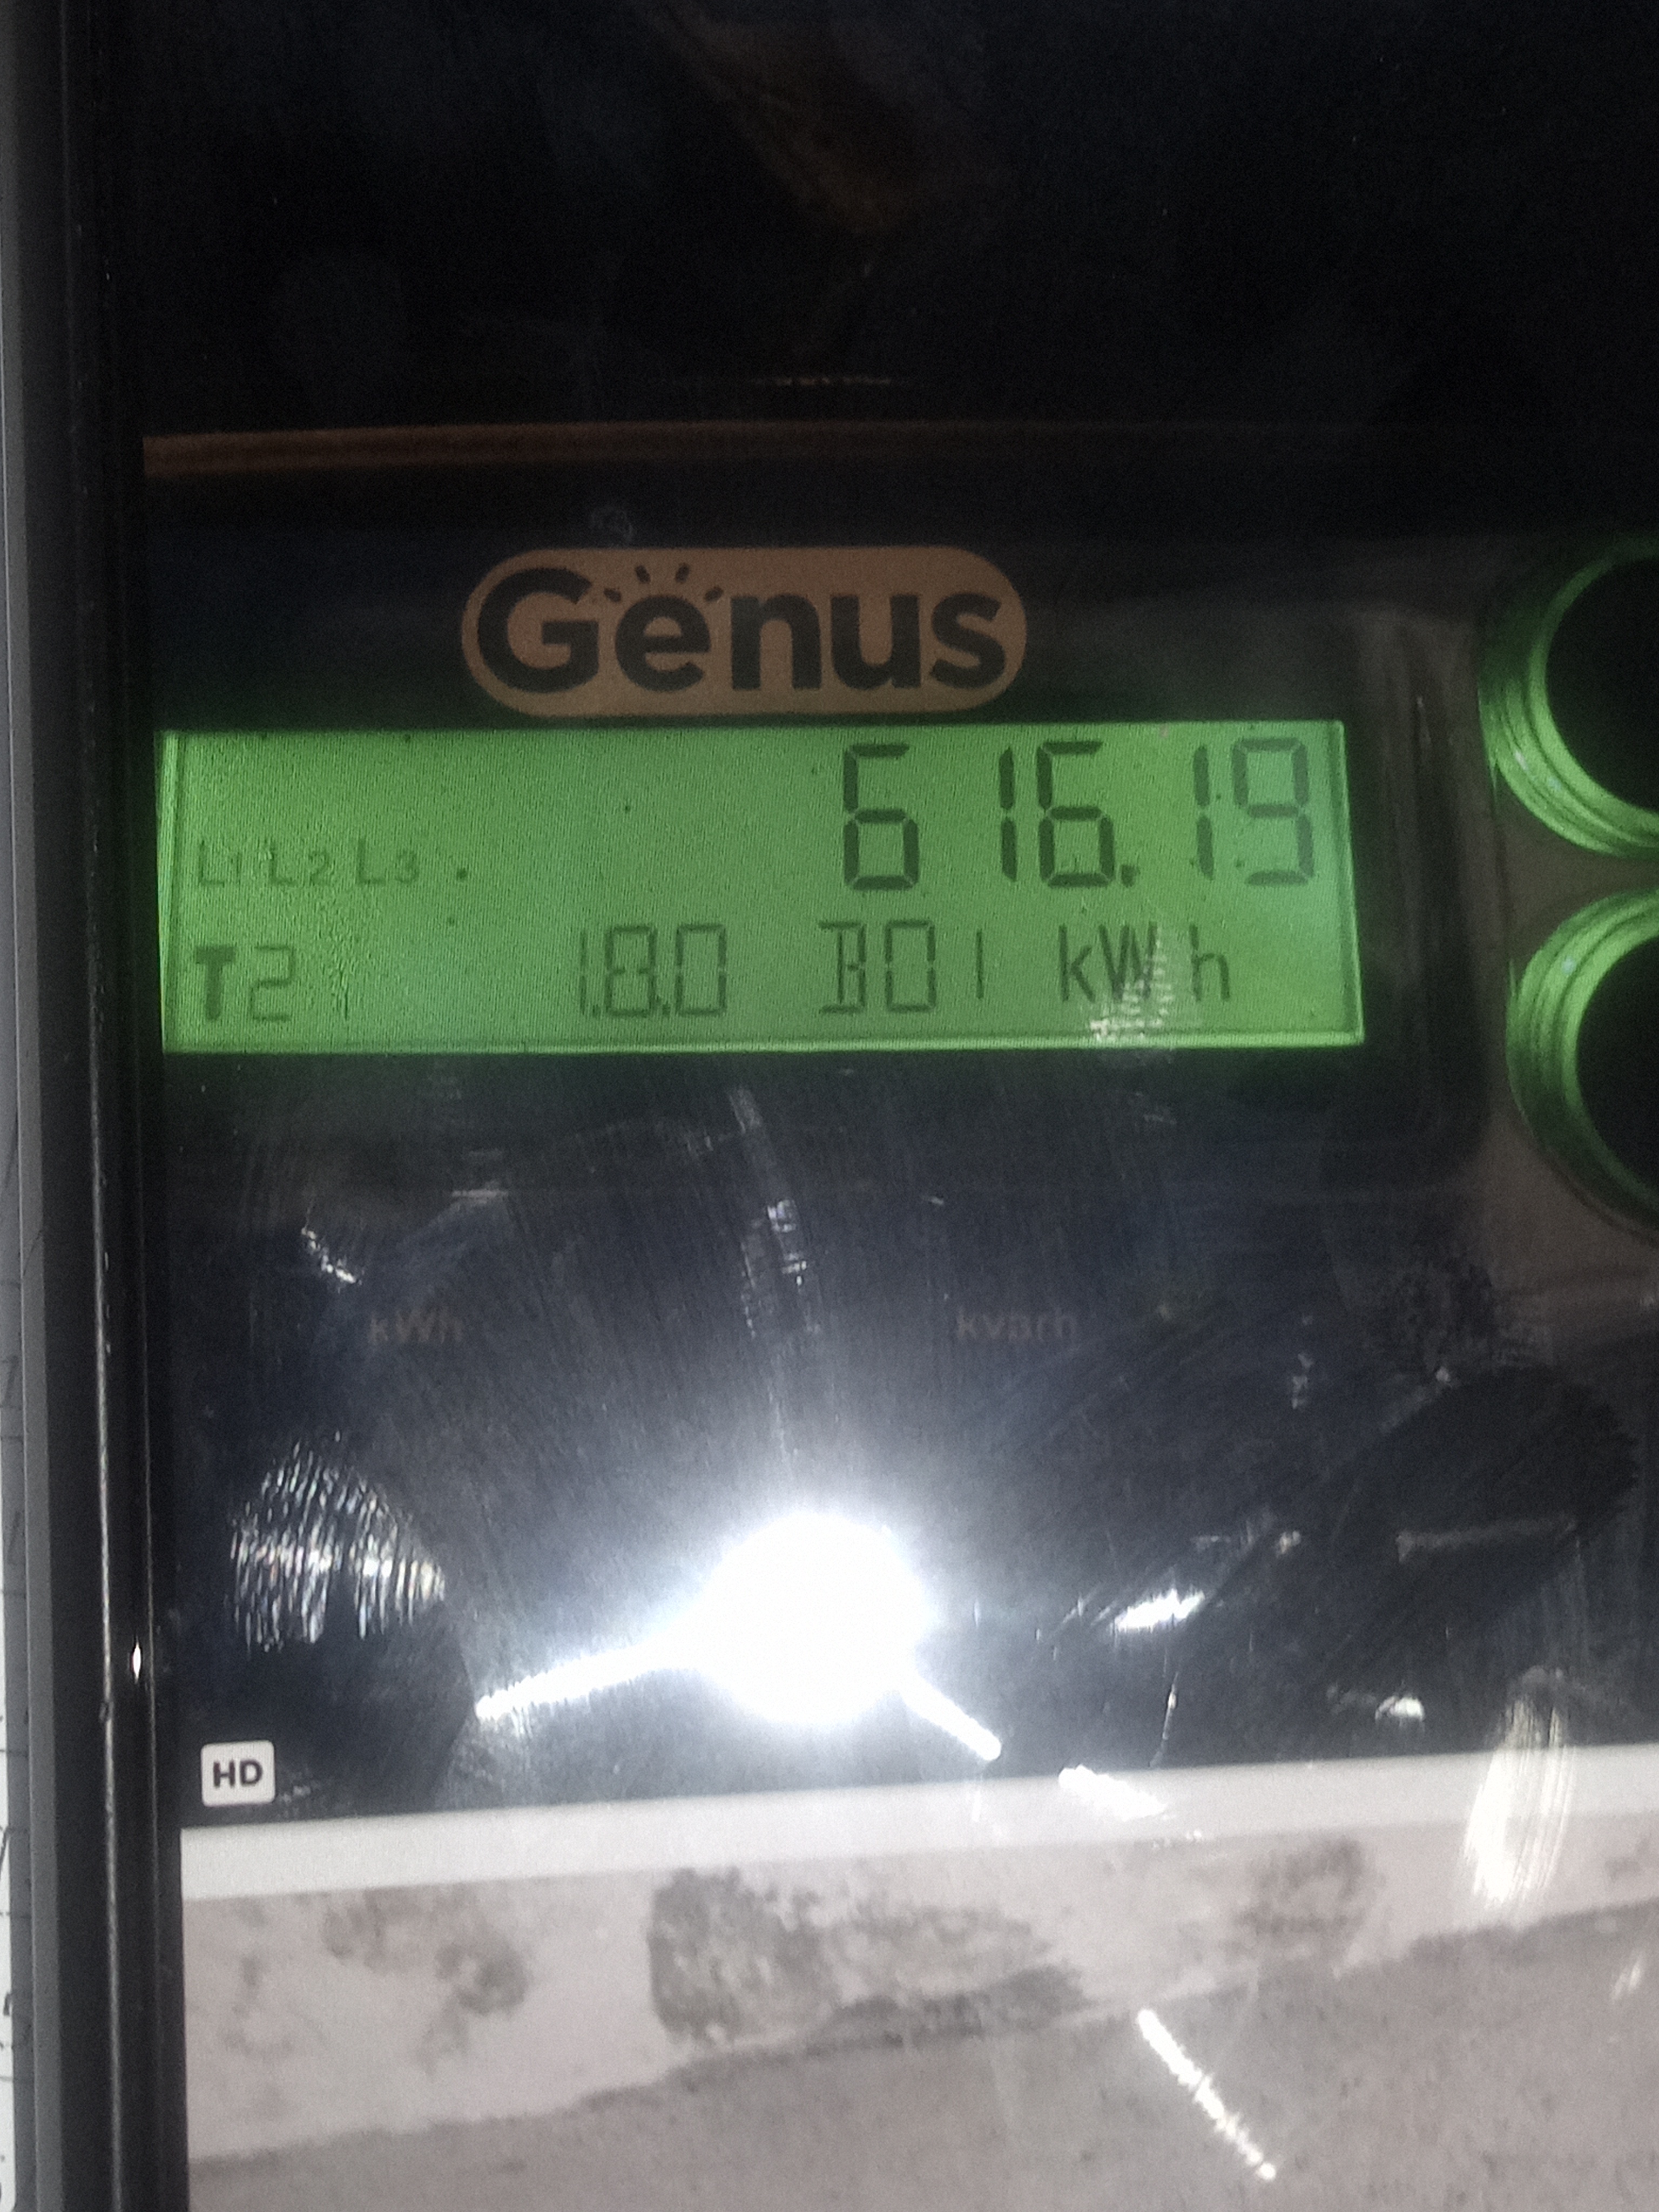 Genus
616.19
L1 L2 L3
T2 1.8.0 B01 kWh
kWh kvarh
HD